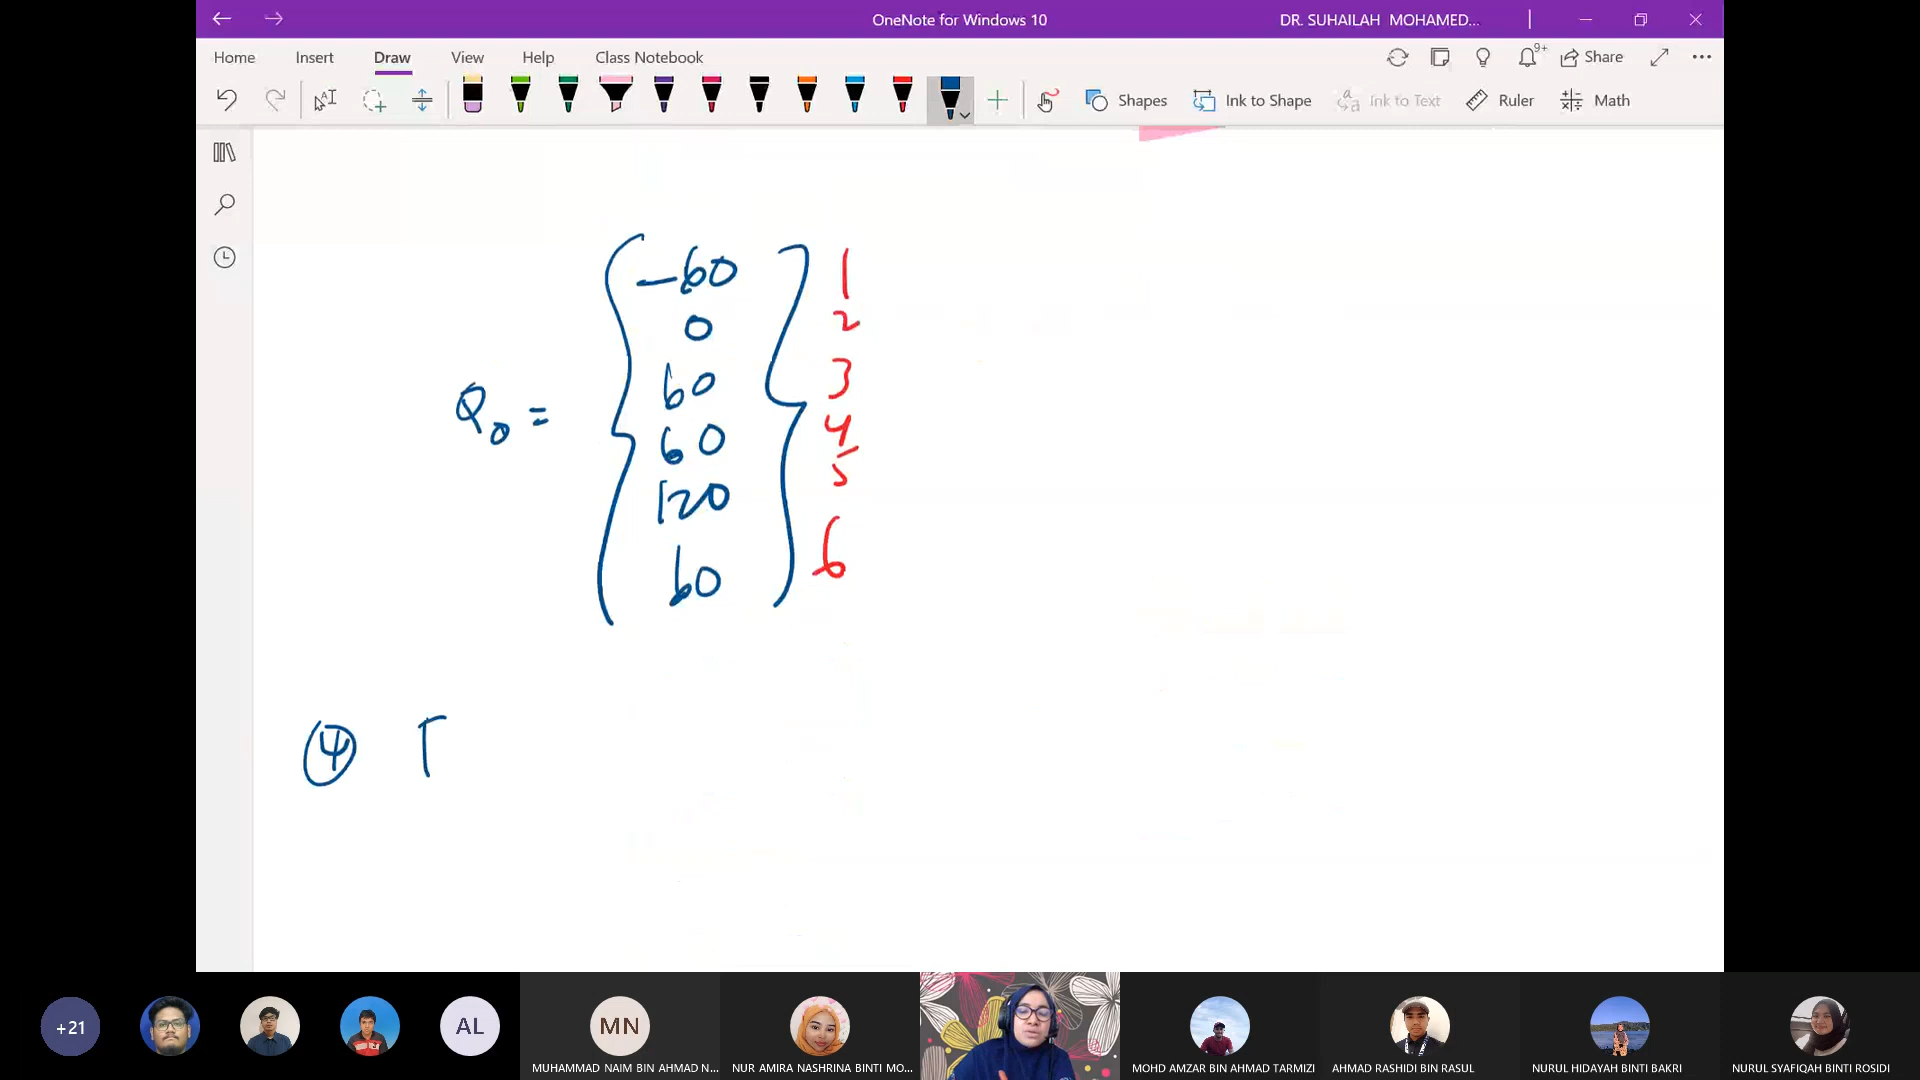 OneNote for Windows 10
DR. SUHAILAH MOHAMED...
Home Insert Draw View Help Class Notebook
9+
Share
Shapes Ink to Shape Ink to Text Ruler Math
-60 1
0 2
60 3
Q0 =
60 4
120 5
60 6
4 [
+21
AL
MN
MUHAMMAD NAIM BIN AHMAD N...
NUR AMIRA NASHRINA BINTI MO...
MOHD AMZAR BIN AHMAD TARMIZI
AHMAD RASHIDI BIN RASUL
NURUL HIDAYAH BINTI BAKRI
NURUL SYAFIQAH BINTI ROSIDI